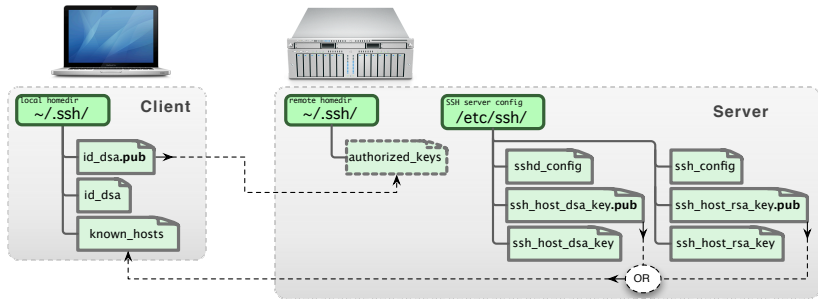 Client
local homedir
~/.ssh/
id_dsa.pub
id_dsa
known_hosts
Server
remote homedir
~/.ssh/
authorized_keys
SSH server config
/etc/ssh/
sshd_config
ssh_host_dsa_key.pub
ssh_host_dsa_key
ssh_config
ssh_host_rsa_key.pub
ssh_host_rsa_key
OR